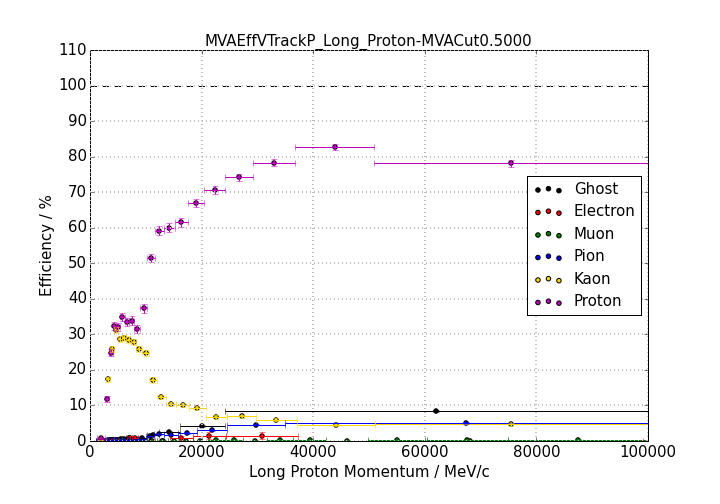 MVAEffVTrackP_Long_Proton-MVACut0.5000
110
100
90
80
70
60
50
40
30
20
10
0
Efficiency / %
Ghost
Electron
Muon
Pion
Kaon
Proton
0 20000 40000 60000 80000 100000
Long Proton Momentum / MeV/c